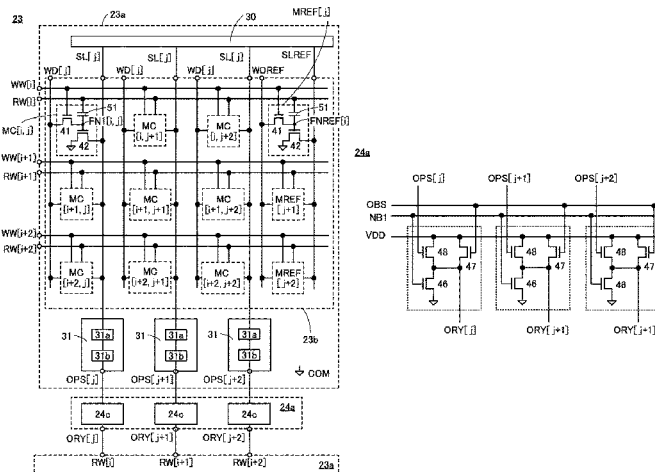 23
23a
30
MREF[i]
SL[j]
SL[j]
SL[j]
SLREF
WD[j]
WD[j]
WD[j]
WDREF
WW[i]
RW[i]
51
41
FN1[i,j]
42
MC[i,j]
MC
[i,j+1]
MC
[i,j+2]
51
41
FNREF[i]
42
WW[i+1]
RW[i+1]
MC
[i+1,j]
MC
[i+1,j+1]
MC
[i+1,j+2]
MREF
[j+1]
WW[i+2]
RW[i+2]
MC
[i+2,j]
MC
[i+2,j+1]
MC
[i+2,j+2]
MREF
[j+2]
31
31a
31b
31
31a
31b
31
31a
31b
23b
OPS[j]
OPS[j+1]
OPS[j+2]
COM
24c
24c
24c
24a
ORY[j]
ORY[j+1]
ORY[j+2]
RW[i]
RW[i+1]
RW[i+2]
23a
24a
OPS[j]
OPS[j+1]
OPS[j+2]
OBS
NB1
VDD
48
47
46
48
47
46
48
47
48
ORY[j]
ORY[j+1]
ORY[j+1]